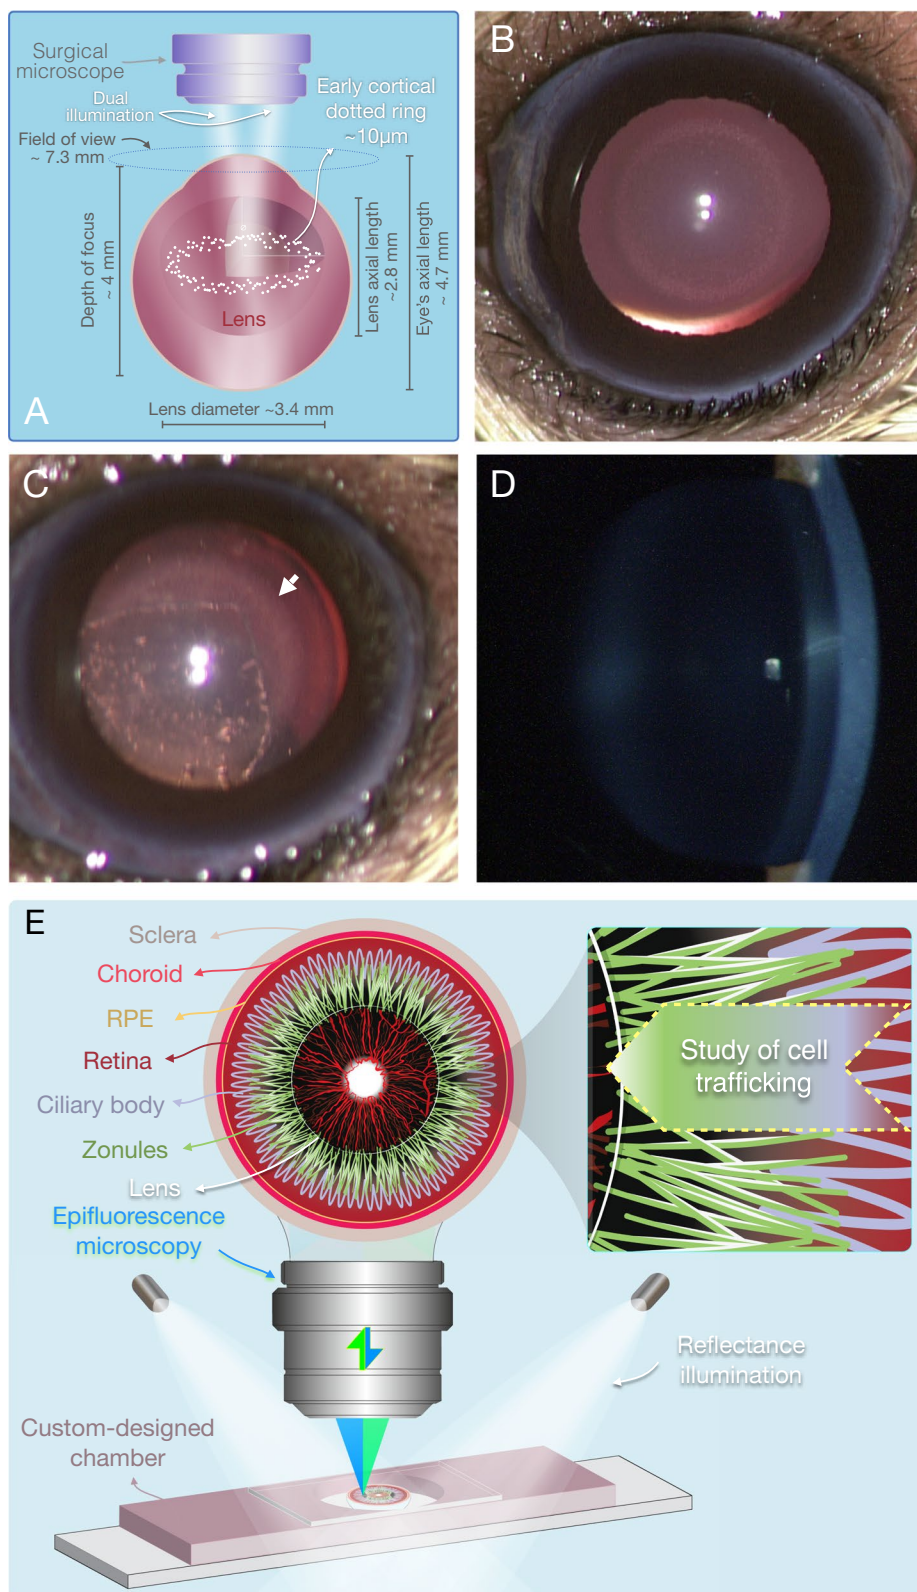 A
Surgical
microscope
Dual
illumination
Early cortical
dotted ring
~10µm
Field of view
~ 7.3 mm
Depth of focus
~ 4 mm
Lens axial length
~2.8 mm
Eye's axial length
~ 4.7 mm
Lens
Lens diameter ~3.4 mm
B
C
D
E
Sclera
Choroid
RPE
Retina
Ciliary body
Zonules
Lens
Study of cell
trafficking
Epifluorescence
microscopy
Reflectance
illumination
Custom-designed
chamber